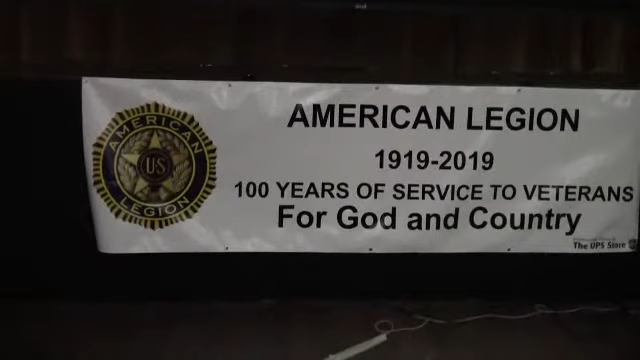 AMERICAN
US
LEGION
AMERICAN LEGION
1919-2019
100 YEARS OF SERVICE TO VETERANS
For God and Country
The UPS Store